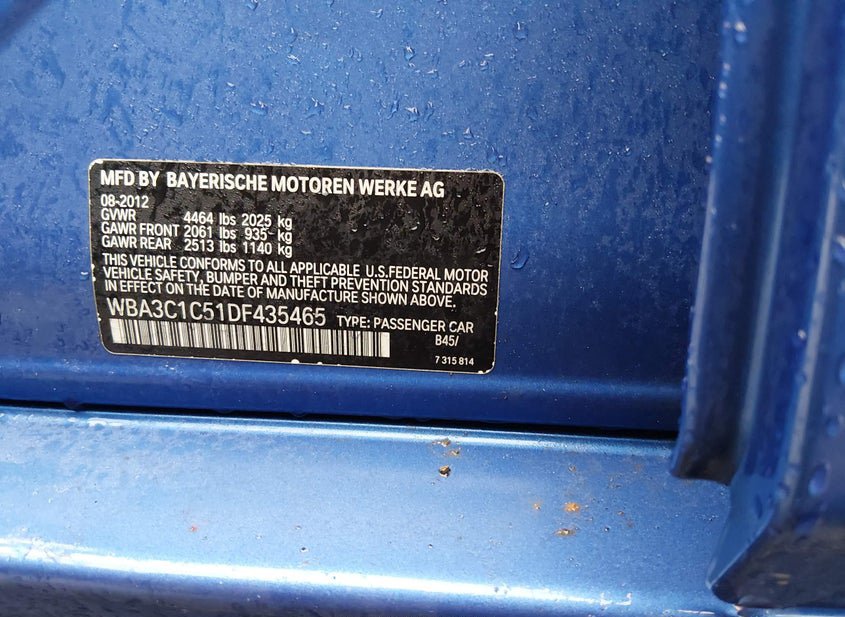 MFD BY BAYERISCHE MOTOREN WERKE AG
08-2012
GVWR 4464 lbs 2025 kg
GAWR FRONT 2061 lbs 935- kg
GAWR REAR 2513 lbs 1140 kg
THIS VEHICLE CONFORMS TO ALL APPLICABLE U.S.FEDERAL MOTOR
VEHICLE SAFETY, BUMPER AND THEFT PREVENTION STANDARDS
IN EFFECT ON THE DATE OF MANUFACTURE SHOWN ABOVE.
WBA3C1C51DF435465 TYPE: PASSENGER CAR
B45/
7 315 814